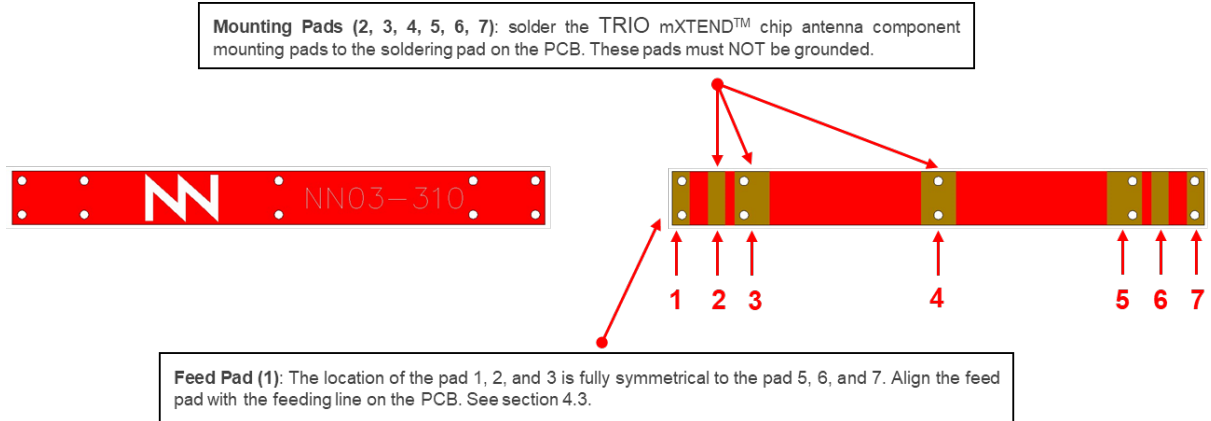 Mounting Pads (2, 3, 4, 5, 6, 7): solder the TRIO mXTEND™ chip antenna component
mounting pads to the soldering pad on the PCB. These pads must NOT be grounded.
NN
NN03-310
1 2 3 4 5 6 7
Feed Pad (1): The location of the pad 1, 2, and 3 is fully symmetrical to the pad 5, 6, and 7. Align the feed
pad with the feeding line on the PCB. See section 4.3.